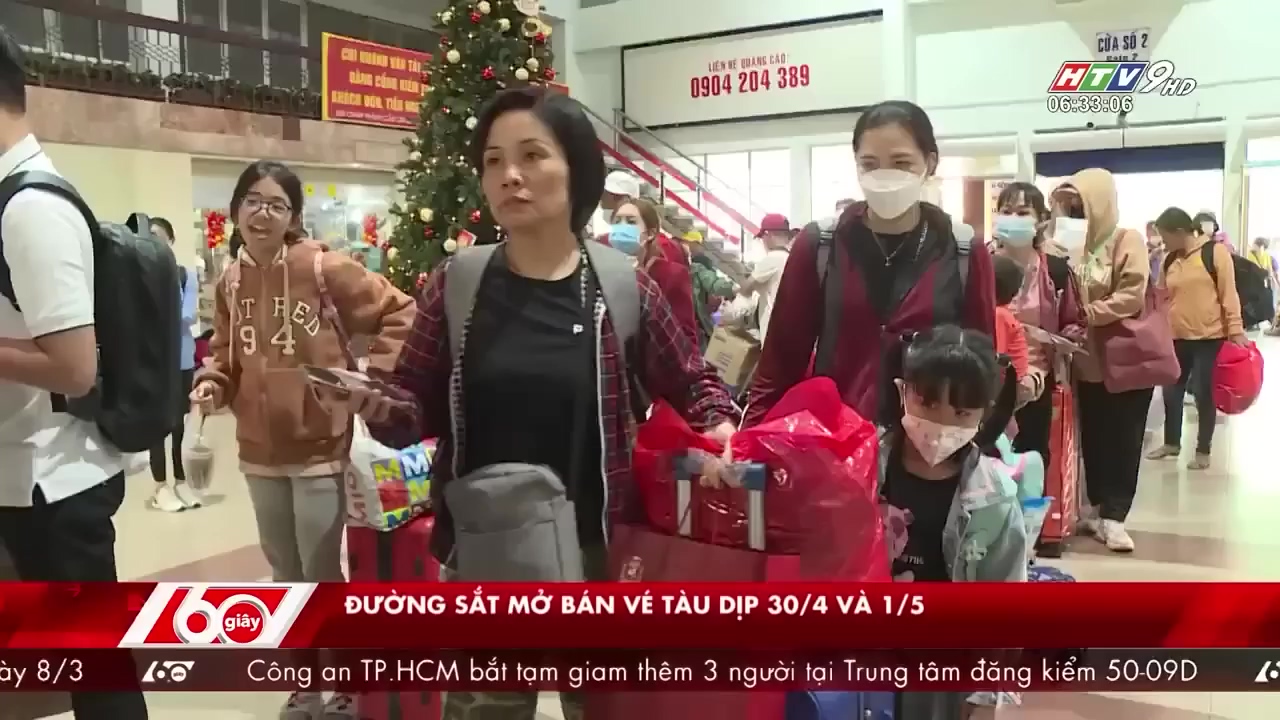 CHI NHÁNH VẬN TẢI
LIÊN HỆ QUẢNG CÁO:
0904 204 389
CỬA SỐ 2
HTV9 HD
06:33:06
94
60 giây
ĐƯỜNG SẮT MỞ BÁN VÉ TÀU DỊP 30/4 VÀ 1/5
ày 8/3
60
Công an TP.HCM bắt tạm giam thêm 3 người tại Trung tâm đăng kiểm 50-09D